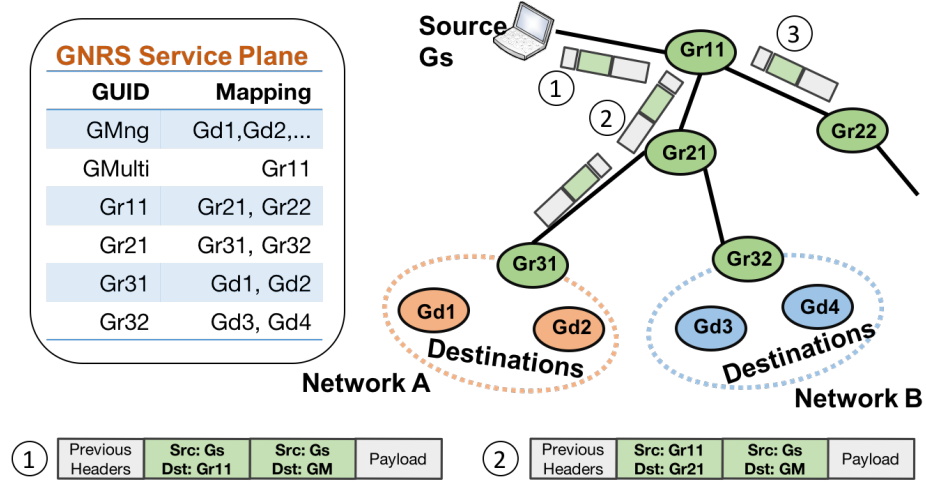 GNRS Service Plane
GUID Mapping
GMng Gd1,Gd2,...
GMulti Gr11
Gr11 Gr21, Gr22
Gr21 Gr31, Gr32
Gr31 Gd1, Gd2
Gr32 Gd3, Gd4
Source
Gs
1
2
3
Gr11
Gr22
Gr21
Gr31
Gr32
Gd1
Gd2
Destinations
Network A
Gd3
Gd4
Destinations
Network B
1
Previous
Headers
Src: Gs
Dst: Gr11
Src: Gs
Dst: GM
Payload
2
Previous
Headers
Src: Gr11
Dst: Gr21
Src: Gs
Dst: GM
Payload